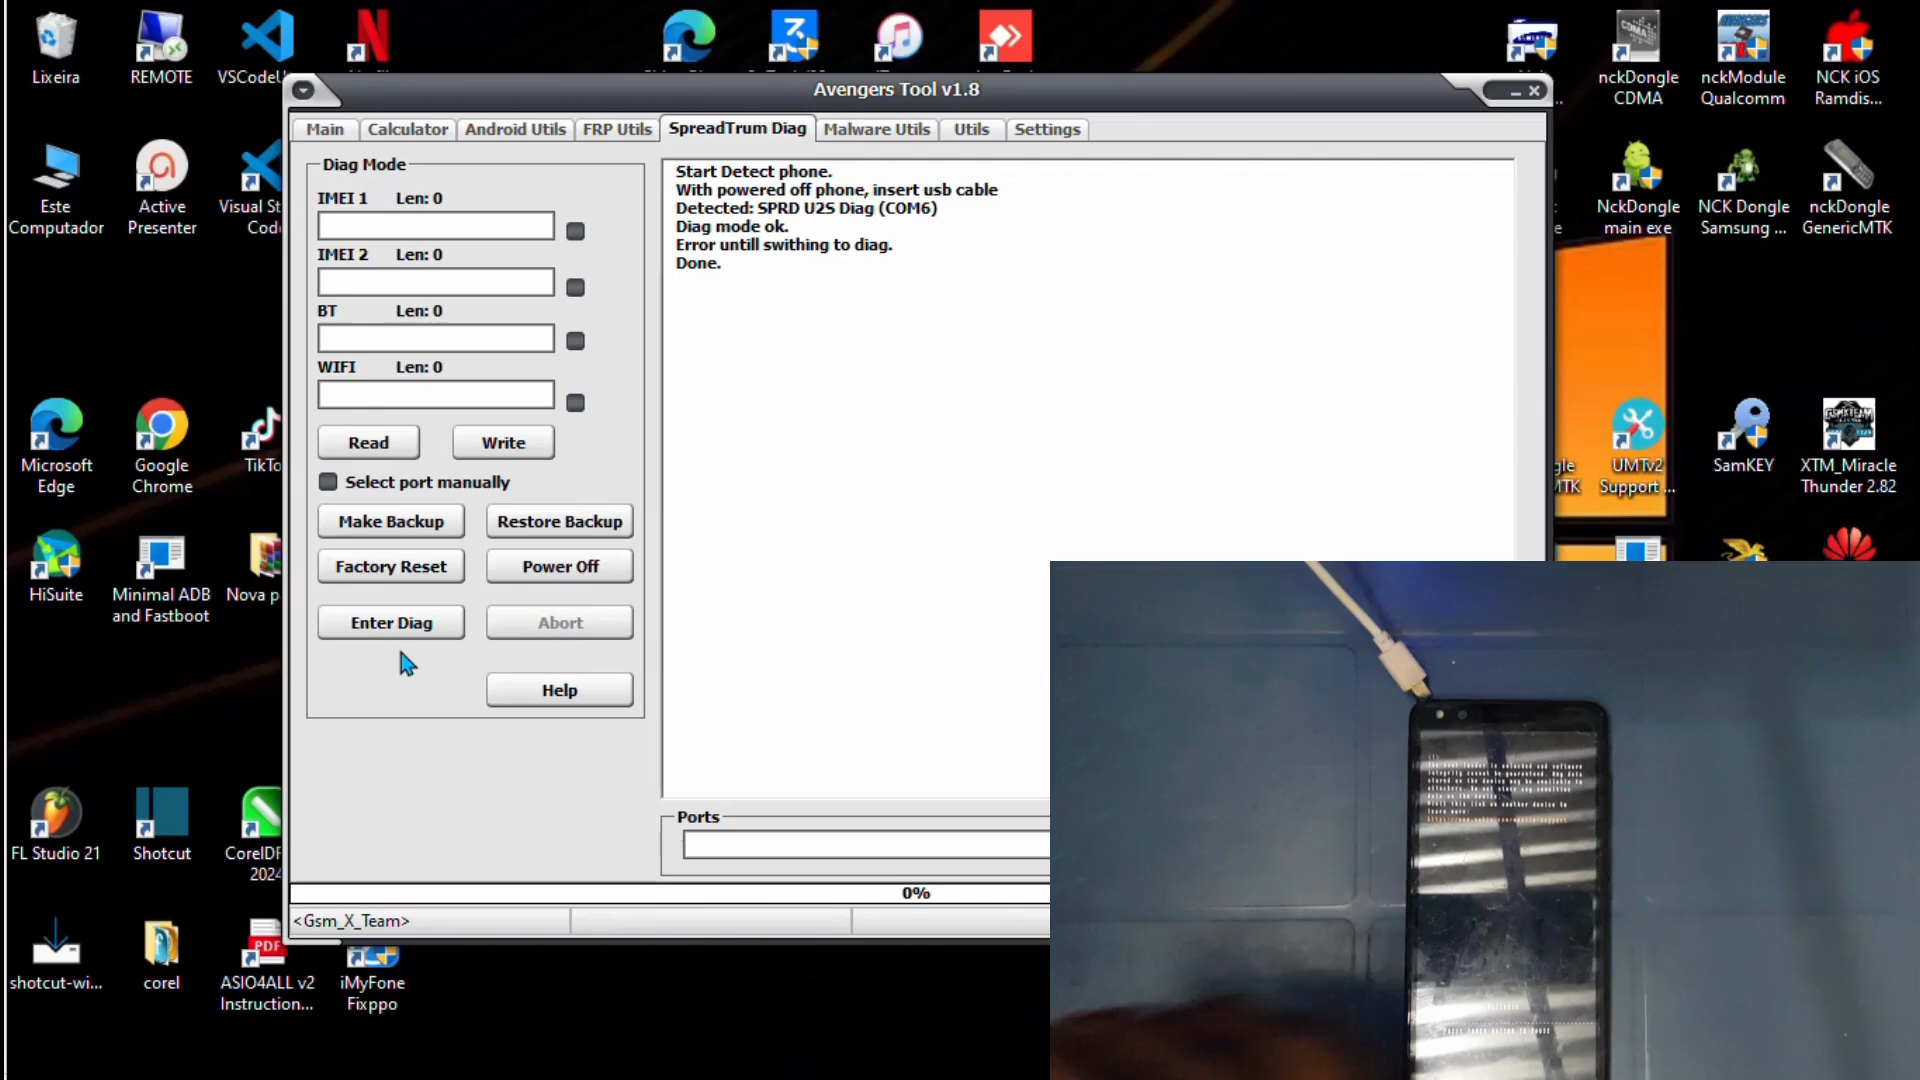 Lixeira
REMOTE
VSCodeU
Avengers Tool v1.8
nckDongle
CDMA
nckModule
Qualcomm
NCK iOS
Ramdis...
Main
Calculator
Android Utils
FRP Utils
SpreadTrum Diag
Malware Utils
Utils
Settings
Este
Computador
Active
Presenter
Visual St
Cod
NckDongle
main exe
NCK Dongle
Samsung ...
nckDongle
GenericMTK
Diag Mode
IMEI 1 Len: 0
IMEI 2 Len: 0
BT Len: 0
WIFI Len: 0
Read
Write
Select port manually
Make Backup
Restore Backup
Factory Reset
Power Off
Enter Diag
Abort
Help
Start Detect phone.
With powered off phone, insert usb cable
Detected: SPRD U2S Diag (COM6)
Diag mode ok.
Error untill swithing to diag.
Done.
Ports
0%
<Gsm_X_Team>
Microsoft
Edge
Google
Chrome
TikTo
gle
MTK
UMTv2
Support ...
SamKEY
XTM_Miracle
Thunder 2.82
HiSuite
Minimal ADB
and Fastboot
Nova p
FL Studio 21
Shotcut
CorelDF
2024
shotcut-wi...
corel
PDF
ASIO4ALL v2
Instruction...
iMyFone
Fixppo